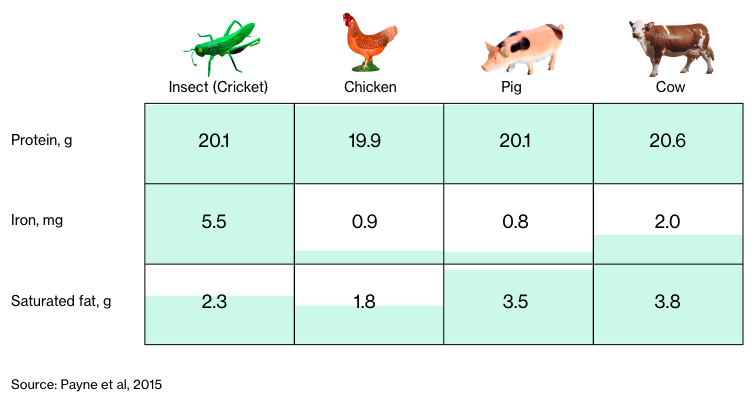 Insect (Cricket) Chicken Pig Cow
Protein, g 20.1 19.9 20.1 20.6
Iron, mg 5.5 0.9 0.8 2.0
Saturated fat, g 2.3 1.8 3.5 3.8
Source: Payne et al, 2015